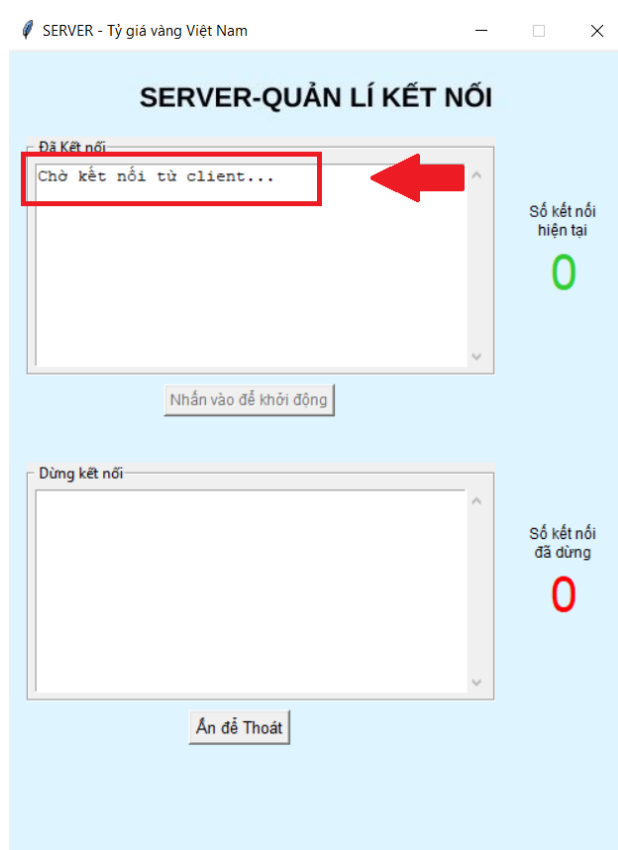 SERVER - Tỷ giá vàng Việt Nam
SERVER-QUẢN LÍ KẾT NỐI
Đã Kết nối
Chờ kết nối từ client...
Số kết nối
hiện tại
0
Nhấn vào để khởi động
Dừng kết nối
Số kết nối
đã dừng
0
Ấn để Thoát